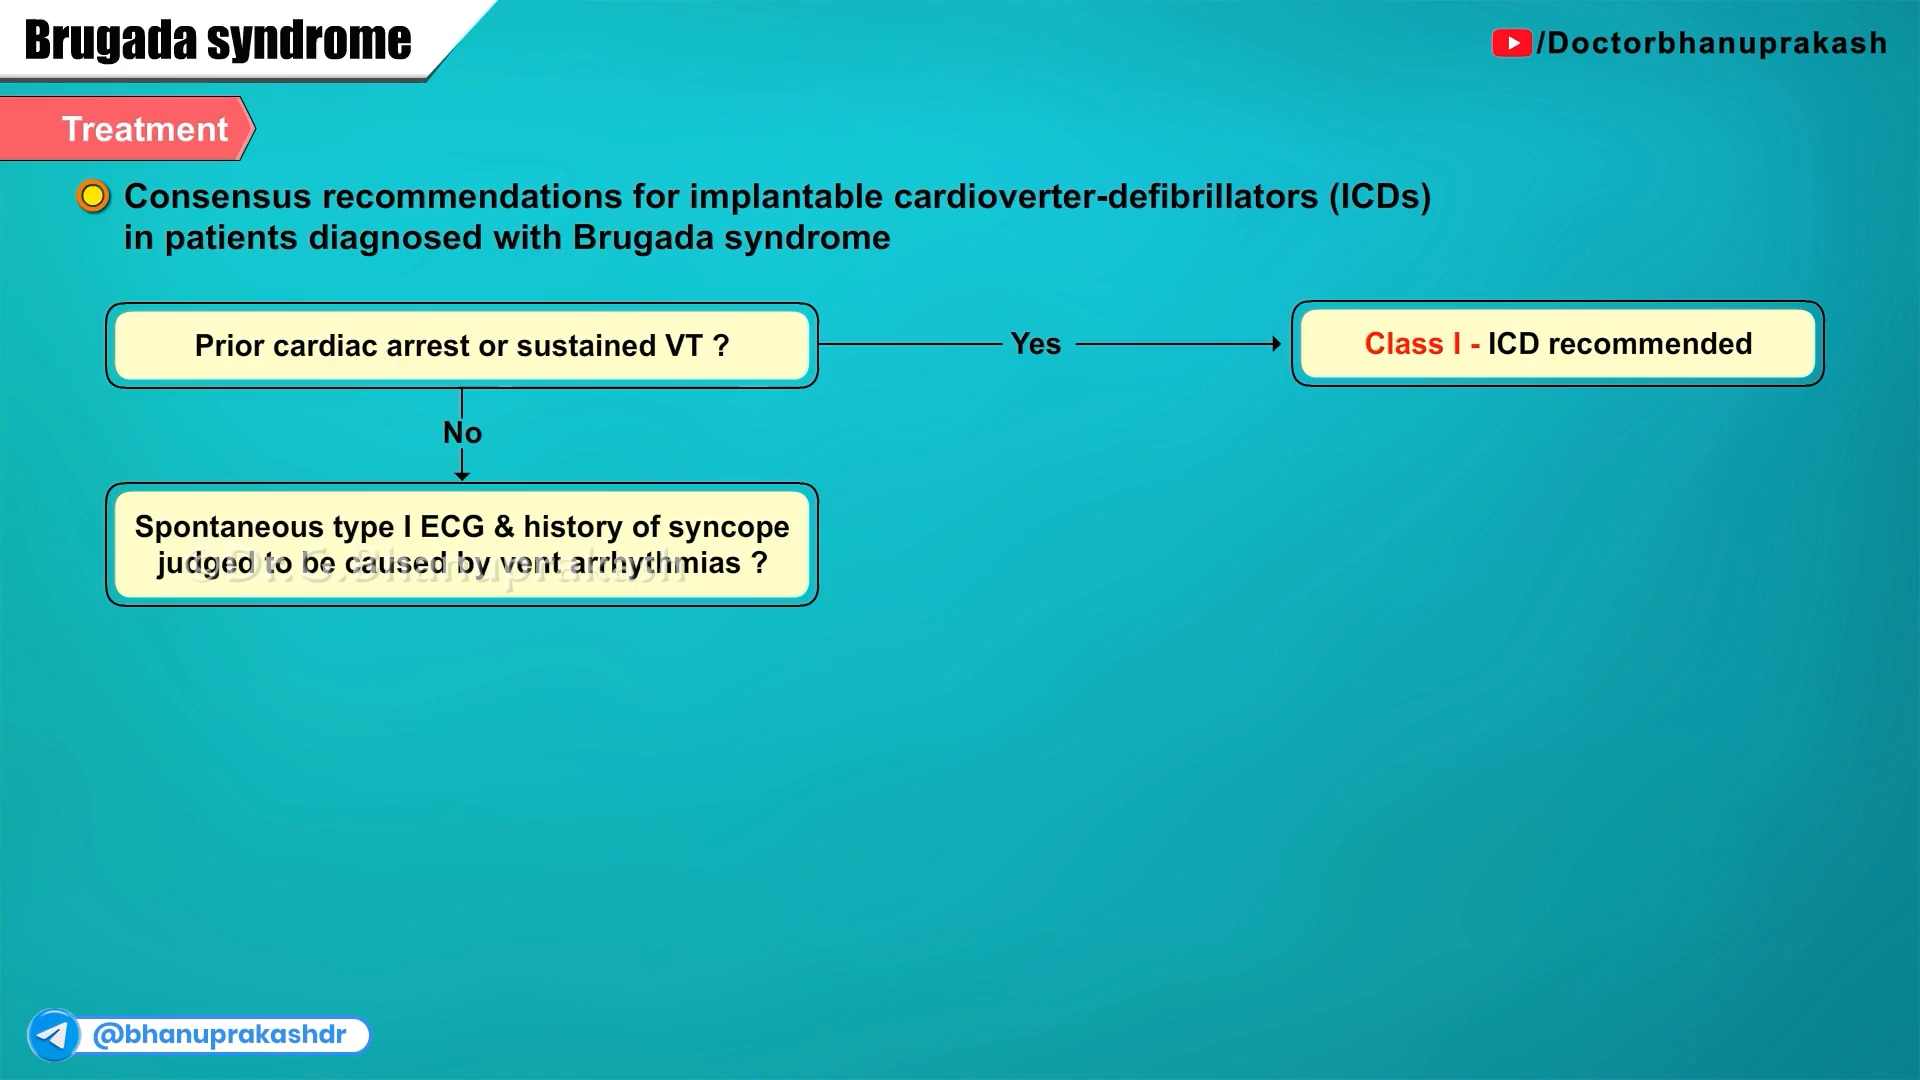 Brugada syndrome
/Doctorbhanuprakash
Treatment
Consensus recommendations for implantable cardioverter-defibrillators (ICDs)
in patients diagnosed with Brugada syndrome
Prior cardiac arrest or sustained VT ?
Yes
Class I - ICD recommended
No
Spontaneous type I ECG & history of syncope
judged to be caused by vent arrhythmias ?
©Dr.G.Bhanuprakash
@bhanuprakashdr